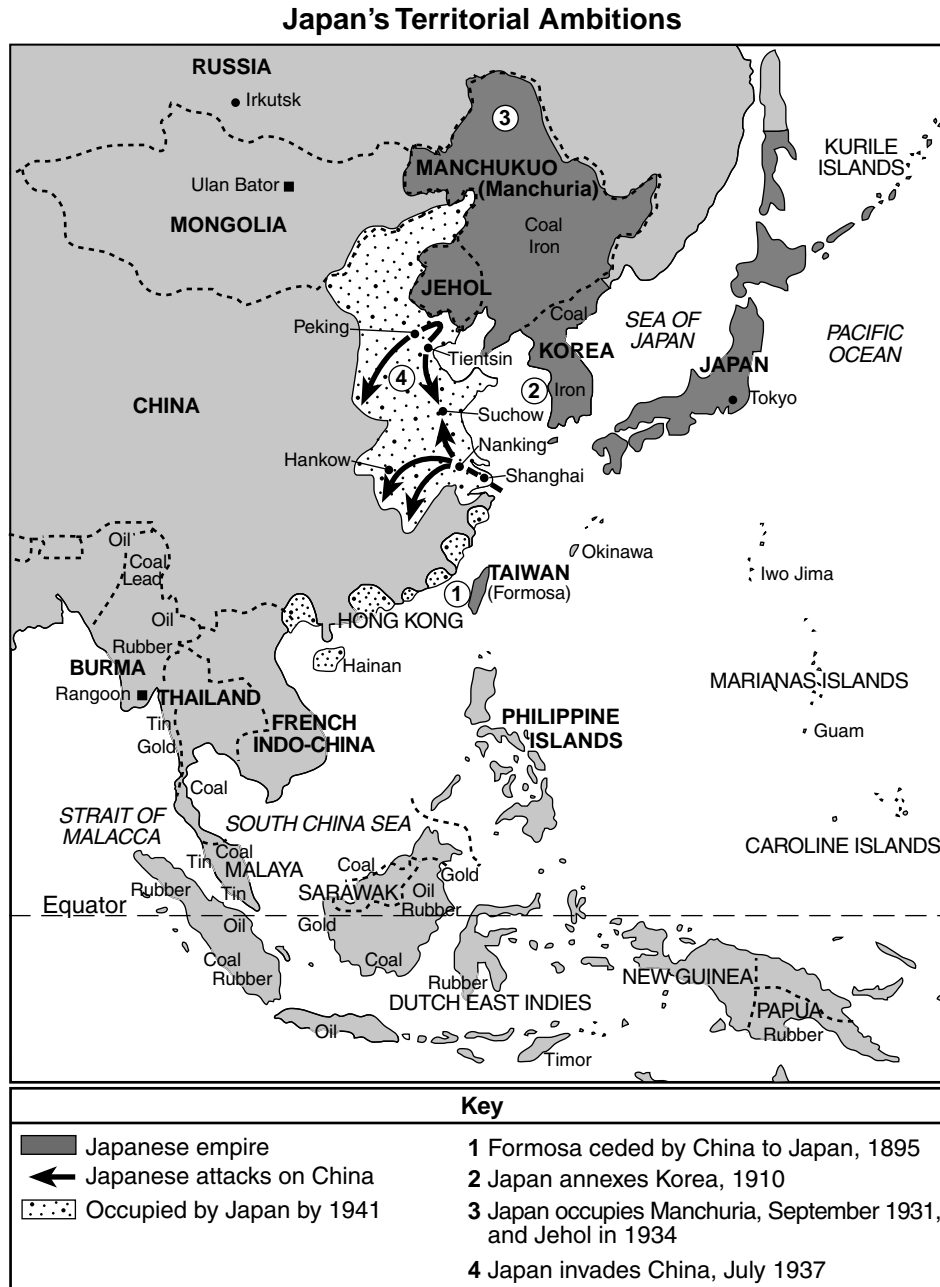 Japan's Territorial Ambitions
RUSSIA
Irkutsk
3
KURILE
ISLANDS
MANCHUKUO
(Manchuria)
Ulan Bator
MONGOLIA
Coal
Iron
JEHOL
Coal
SEA OF
JAPAN
PACIFIC
OCEAN
Peking
Tientsin
KOREA
JAPAN
4
2
Iron
Tokyo
CHINA
Suchow
Nanking
Hankow
Shanghai
Oil
Coal
Lead
Okinawa
TAIWAN
(Formosa)
1
Iwo Jima
Oil
HONG KONG
Rubber
BURMA
Hainan
Rangoon
THAILAND
MARIANAS ISLANDS
Tin
Gold
FRENCH
INDO-CHINA
PHILIPPINE
ISLANDS
Guam
Coal
STRAIT OF
MALACCA
SOUTH CHINA SEA
CAROLINE ISLANDS
Tin
Coal
MALAYA
Coal
Gold
Rubber
Tin
SARAWAK
Oil
Rubber
Equator
Oil
Gold
Coal
Rubber
Coal
Rubber
NEW GUINEA
DUTCH EAST INDIES
PAPUA
Rubber
Oil
Timor
Key
Japanese empire
Japanese attacks on China
Occupied by Japan by 1941
1 Formosa ceded by China to Japan, 1895
2 Japan annexes Korea, 1910
3 Japan occupies Manchuria, September 1931,
and Jehol in 1934
4 Japan invades China, July 1937